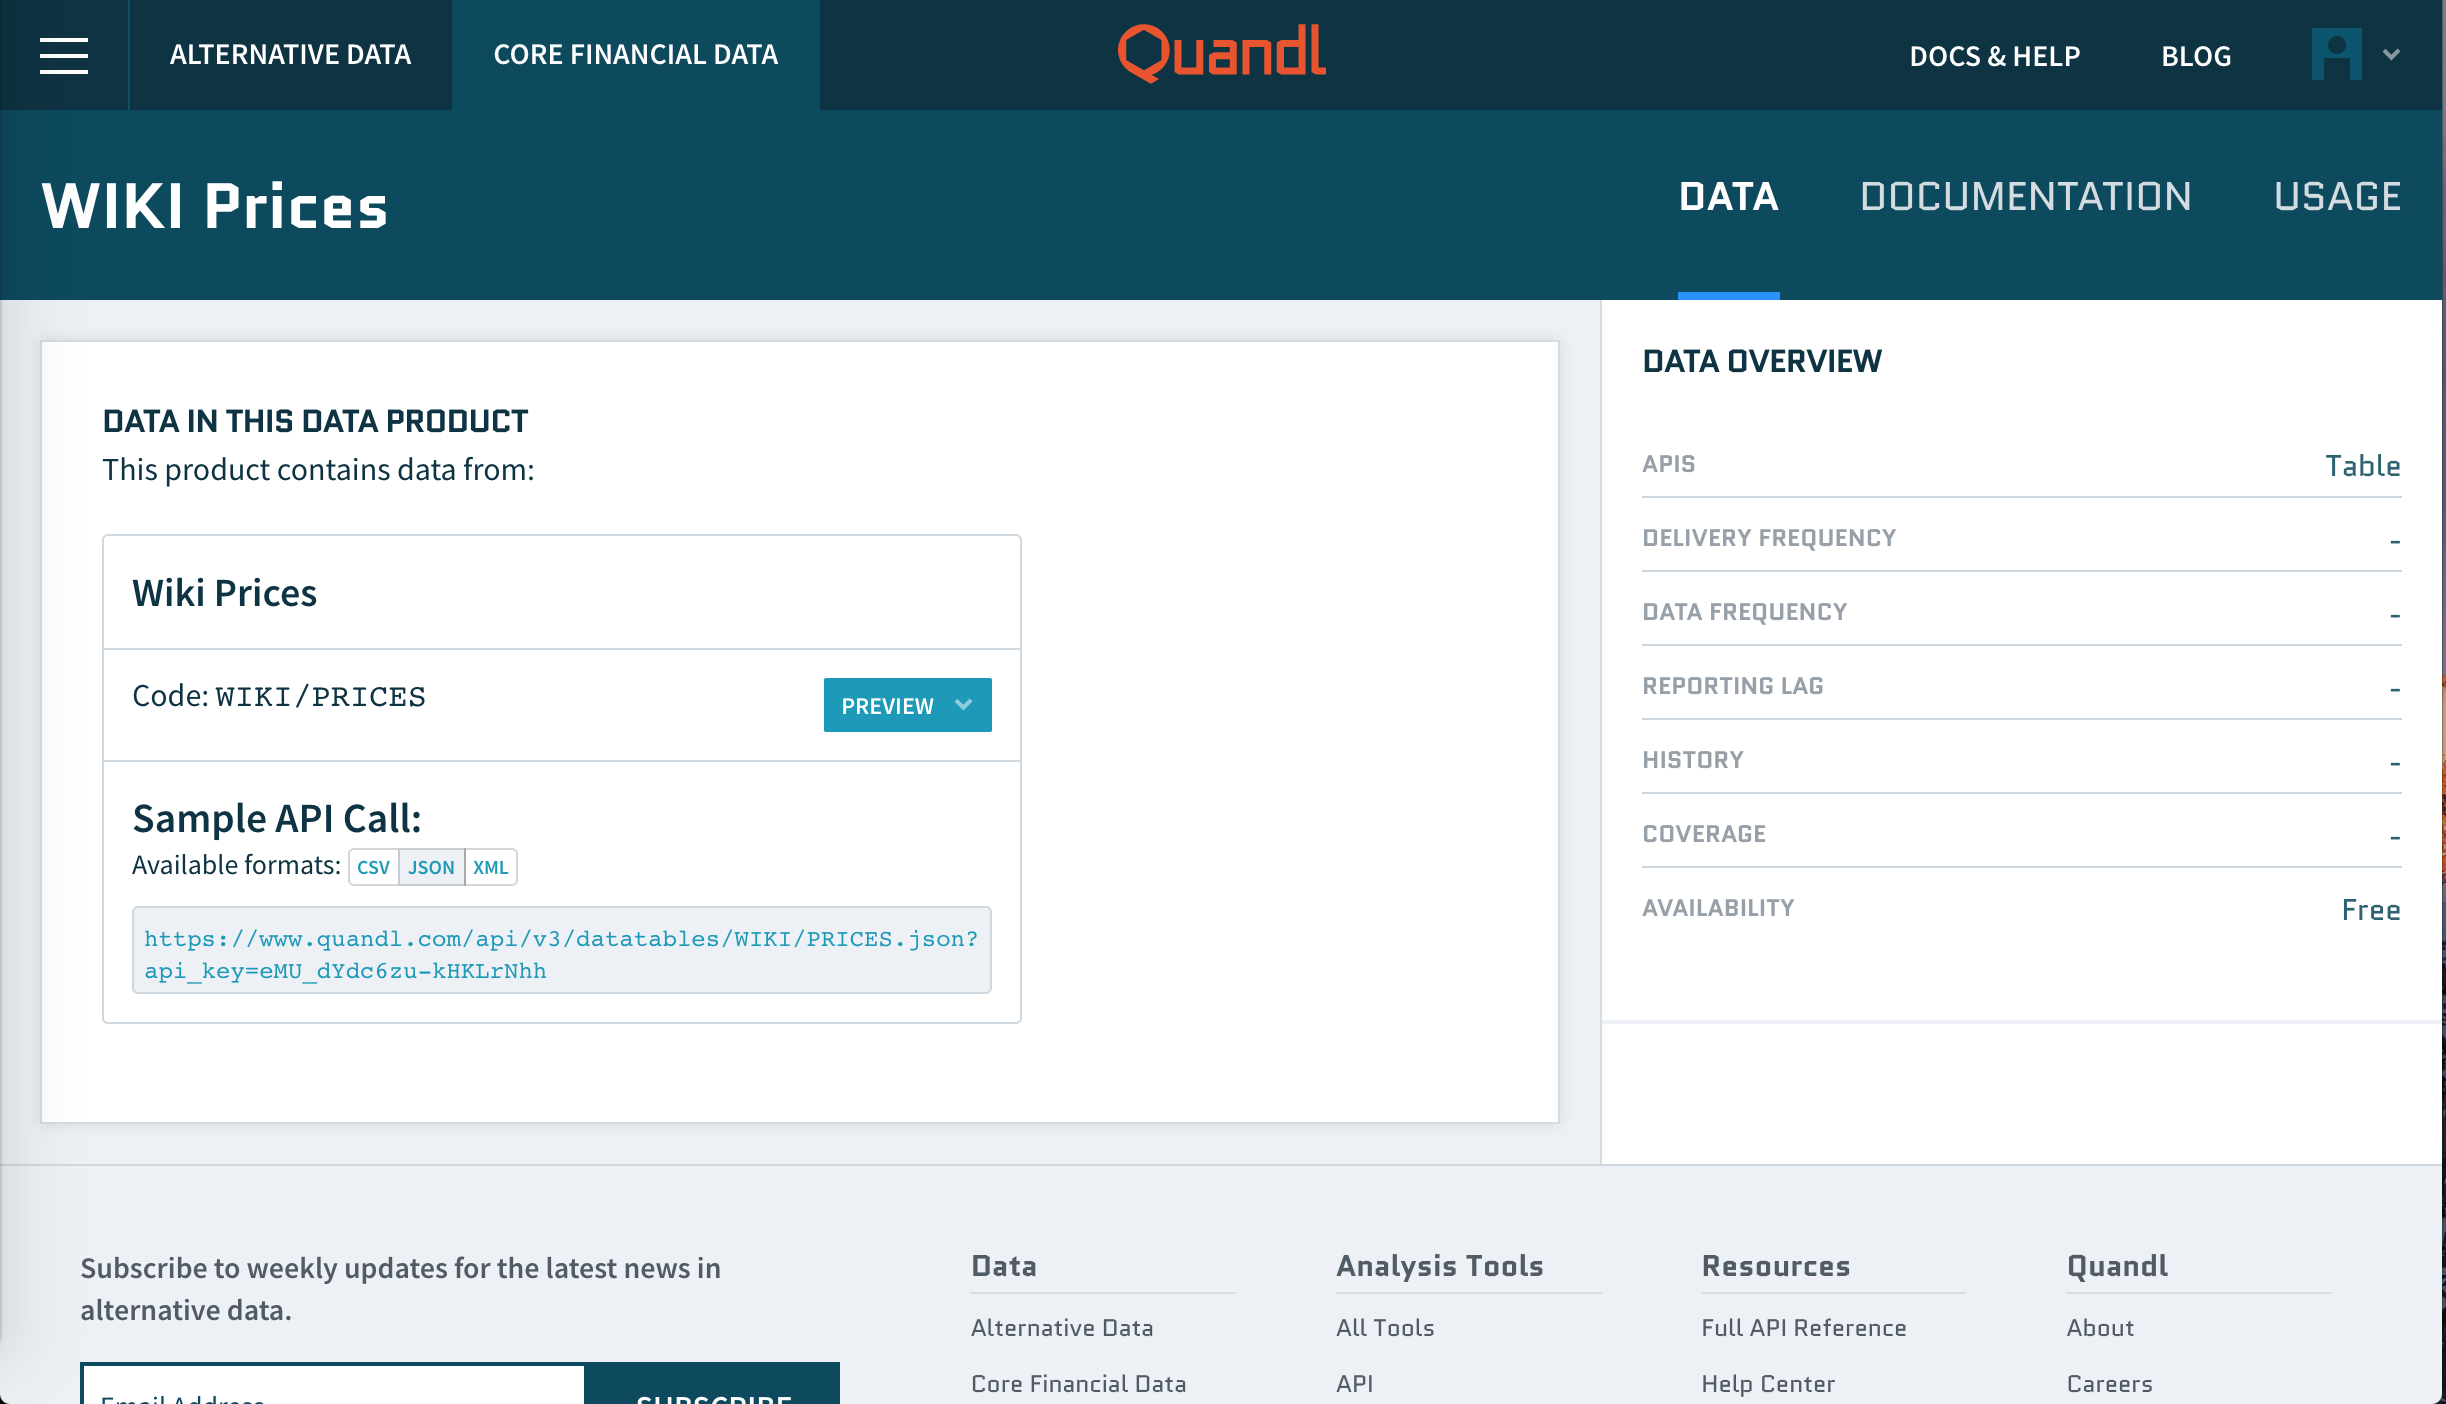 ALTERNATIVE DATA
CORE FINANCIAL DATA
Quandl
DOCS & HELP
BLOG
WIKI Prices
DATA
DOCUMENTATION
USAGE
DATA IN THIS DATA PRODUCT
This product contains data from:
Wiki Prices
Code: WIKI/PRICES
PREVIEW
Sample API Call:
Available formats: CSV JSON XML
https://www.quandl.com/api/v3/datatables/WIKI/PRICES.json?
api_key=eMU_dYdc6zu-kHKLrNhh
DATA OVERVIEW
APIS Table
DELIVERY FREQUENCY -
DATA FREQUENCY -
REPORTING LAG -
HISTORY -
COVERAGE -
AVAILABILITY Free
Subscribe to weekly updates for the latest news in
alternative data.
Email Address
SUBSCRIBE
Data
Alternative Data
Core Financial Data
Analysis Tools
All Tools
API
Resources
Full API Reference
Help Center
Quandl
About
Careers